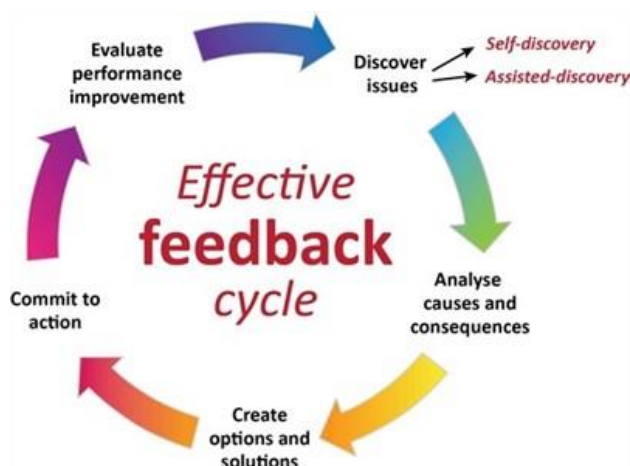 Evaluate
performance
improvement
Discover
issues
Self-discovery
Assisted-discovery
Effective
feedback
cycle
Analyse
causes and
consequences
Create
options and
solutions
Commit to
action